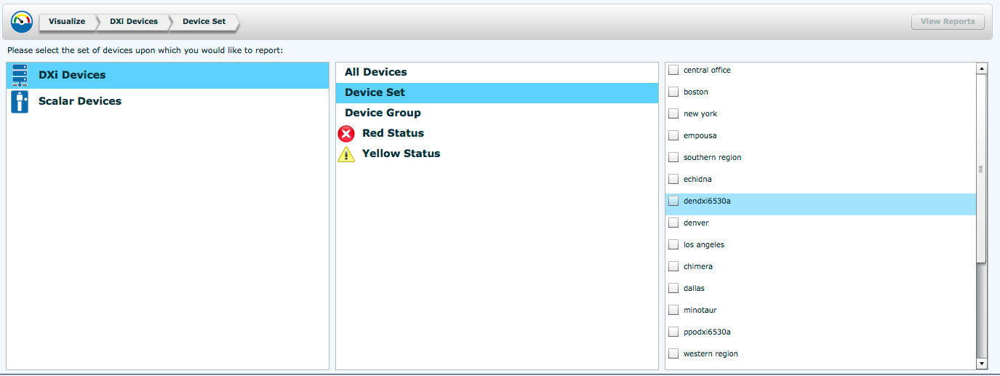 Visualize
DXi Devices
Device Set
View Reports
Please select the set of devices upon which you would like to report:
DXi Devices
Scalar Devices
All Devices
Device Set
Device Group
Red Status
Yellow Status
central office
boston
new york
empousa
southern region
echidna
dendxi6530a
denver
los angeles
chimera
dallas
minotaur
ppodxi6530a
western region